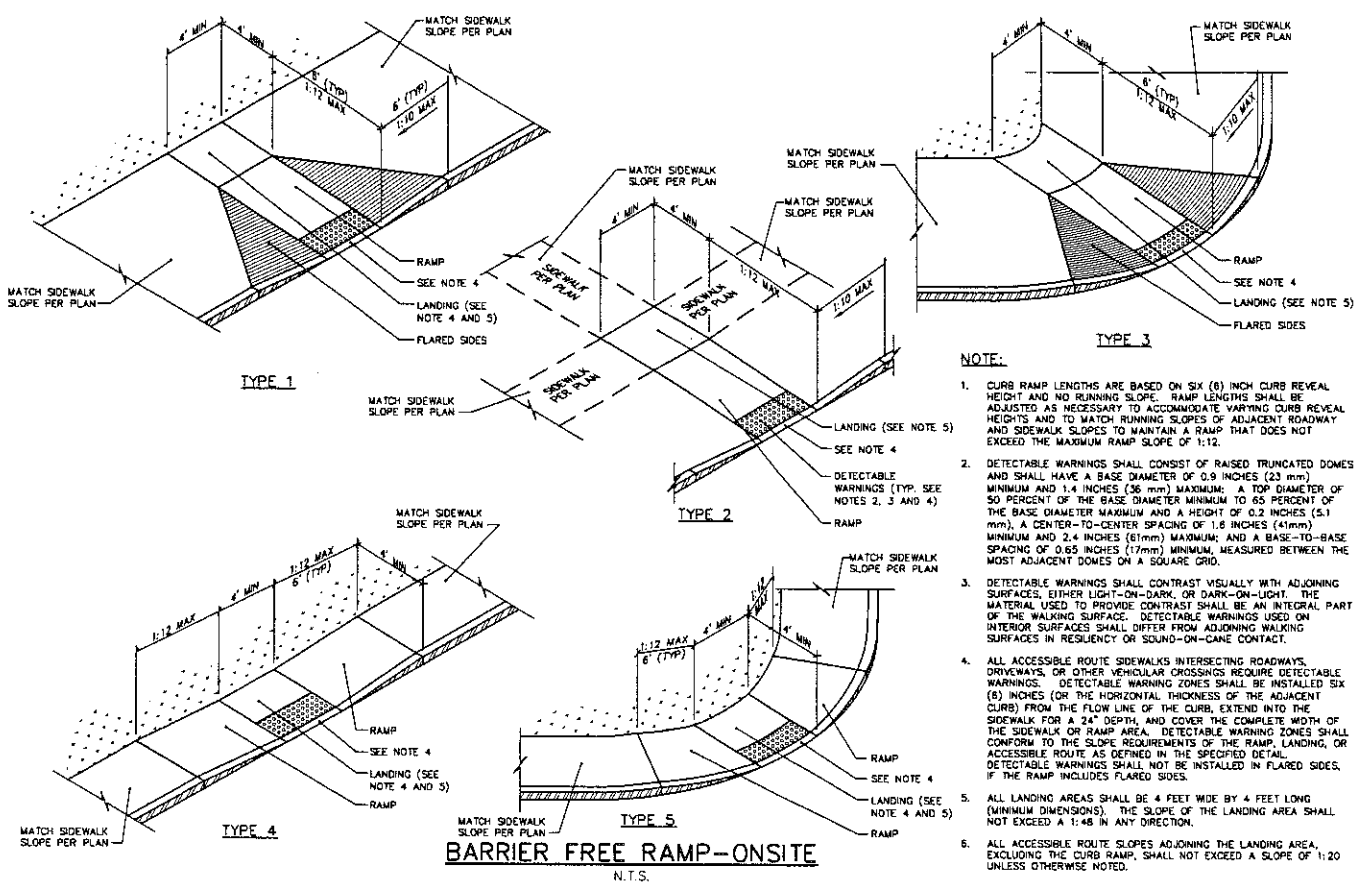 4' MIN
4' MIN
MATCH SIDEWALK
SLOPE PER PLAN
6' (TYP)
1:12 MAX
6' (TYP)
1:10 MAX
RAMP
SEE NOTE 4
LANDING (SEE
NOTE 4 AND 5)
FLARED SIDES
MATCH SIDEWALK
SLOPE PER PLAN
TYPE 1
MATCH SIDEWALK
SLOPE PER PLAN
MATCH SIDEWALK
SLOPE PER PLAN
4' MIN
4' MIN
1:12 MAX
1:10 MAX
SIDEWALK
PER PLAN
SIDEWALK
PER PLAN
SIDEWALK
PER PLAN
MATCH SIDEWALK
SLOPE PER PLAN
LANDING (SEE NOTE 5)
SEE NOTE 4
DETECTABLE
WARNINGS (TYP. SEE
NOTES 2, 3 AND 4)
RAMP
TYPE 2
4' MIN
4' MIN
MATCH SIDEWALK
SLOPE PER PLAN
6' (TYP)
1:12 MAX
1:10 MAX
MATCH SIDEWALK
SLOPE PER PLAN
RAMP
SEE NOTE 4
LANDING (SEE NOTE 5)
FLARED SIDES
TYPE 3
MATCH SIDEWALK
SLOPE PER PLAN
1:12 MAX
4' MIN
1:12 MAX
6' (TYP)
4' MIN
RAMP
SEE NOTE 4
LANDING (SEE
NOTE 4 AND 5)
RAMP
MATCH SIDEWALK
SLOPE PER PLAN
TYPE 4
MATCH SIDEWALK
SLOPE PER PLAN
1:12 MAX
6' (TYP)
4' MIN
1:12
MAX
4' MIN
RAMP
SEE NOTE 4
LANDING (SEE
NOTE 4 AND 5)
RAMP
MATCH SIDEWALK
SLOPE PER PLAN
TYPE 5
BARRIER FREE RAMP-ONSITE
N.T.S.
NOTE:
1. CURB RAMP LENGTHS ARE BASED ON SIX (6) INCH CURB REVEAL
HEIGHT AND NO RUNNING SLOPE. RAMP LENGTHS SHALL BE
ADJUSTED AS NECESSARY TO ACCOMMODATE VARYING CURB REVEAL
HEIGHTS AND TO MATCH RUNNING SLOPES OF ADJACENT ROADWAY
AND SIDEWALK SLOPES TO MAINTAIN A RAMP THAT DOES NOT
EXCEED THE MAXIMUM RAMP SLOPE OF 1:12.
2. DETECTABLE WARNINGS SHALL CONSIST OF RAISED TRUNCATED DOMES
AND SHALL HAVE A BASE DIAMETER OF 0.9 INCHES (23 mm)
MINIMUM AND 1.4 INCHES (36 mm) MAXIMUM; A TOP DIAMETER OF
50 PERCENT OF THE BASE DIAMETER MINIMUM TO 65 PERCENT OF
THE BASE DIAMETER MAXIMUM AND A HEIGHT OF 0.2 INCHES (5.1
mm), A CENTER-TO-CENTER SPACING OF 1.6 INCHES (41mm)
MINIMUM AND 2.4 INCHES (61mm) MAXIMUM; AND A BASE-TO-BASE
SPACING OF 0.65 INCHES (17mm) MINIMUM, MEASURED BETWEEN THE
MOST ADJACENT DOMES ON A SQUARE GRID.
3. DETECTABLE WARNINGS SHALL CONTRAST VISUALLY WITH ADJOINING
SURFACES, EITHER LIGHT-ON-DARK, OR DARK-ON-LIGHT. THE
MATERIAL USED TO PROVIDE CONTRAST SHALL BE AN INTEGRAL PART
OF THE WALKING SURFACE. DETECTABLE WARNINGS USED ON
INTERIOR SURFACES SHALL DIFFER FROM ADJOINING WALKING
SURFACES IN RESILIENCY OR SOUND-ON-CANE CONTACT.
4. ALL ACCESSIBLE ROUTE SIDEWALKS INTERSECTING ROADWAYS,
DRIVEWAYS, OR OTHER VEHICULAR CROSSINGS REQUIRE DETECTABLE
WARNINGS. DETECTABLE WARNING ZONES SHALL BE INSTALLED SIX
(6) INCHES (OR THE HORIZONTAL THICKNESS OF THE ADJACENT
CURB) FROM THE FLOW LINE OF THE CURB, EXTEND INTO THE
SIDEWALK FOR A 24" DEPTH, AND COVER THE COMPLETE WIDTH OF
THE SIDEWALK OR RAMP AREA. DETECTABLE WARNING ZONES SHALL
CONFORM TO THE SLOPE REQUIREMENTS OF THE RAMP, LANDING, OR
ACCESSIBLE ROUTE AS DEFINED IN THE SPECIFIED DETAIL.
DETECTABLE WARNINGS SHALL NOT BE INSTALLED IN FLARED SIDES,
IF THE RAMP INCLUDES FLARED SIDES.
5. ALL LANDING AREAS SHALL BE 4 FEET WIDE BY 4 FEET LONG
(MINIMUM DIMENSIONS). THE SLOPE OF THE LANDING AREA SHALL
NOT EXCEED A 1:48 IN ANY DIRECTION.
6. ALL ACCESSIBLE ROUTE SLOPES ADJOINING THE LANDING AREA,
EXCLUDING THE CURB RAMP, SHALL NOT EXCEED A SLOPE OF 1:20
UNLESS OTHERWISE NOTED.